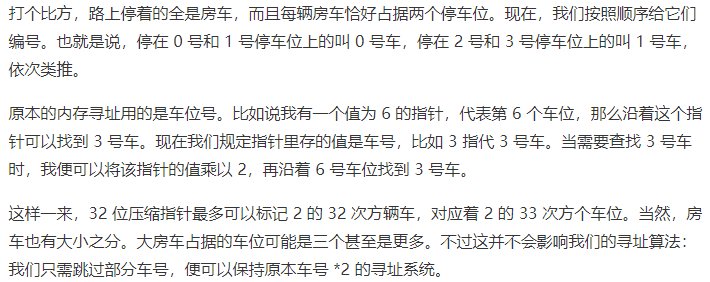 打个比方，路上停着的全是房车，而且每辆房车恰好占据两个停车位。现在，我们按照顺序给它们
编号。也就是说，停在 0 号和 1 号停车位上的叫 0 号车，停在 2 号和 3 号停车位上的叫 1 号车，
依次类推。
原本的内存寻址用的是车位号。比如说我有一个值为 6 的指针，代表第 6 个车位，那么沿着这个指
针可以找到 3 号车。现在我们规定指针里存的值是车号，比如 3 指代 3 号车。当需要查找 3 号车
时，我便可以将该指针的值乘以 2，再沿着 6 号车位找到 3 号车。
这样一来，32 位压缩指针最多可以标记 2 的 32 次方辆车，对应着 2 的 33 次方个车位。当然，房
车也有大小之分。大房车占据的车位可能是三个甚至是更多。不过这并不会影响我们的寻址算法：
我们只需跳过部分车号，便可以保持原本车号 *2 的寻址系统。